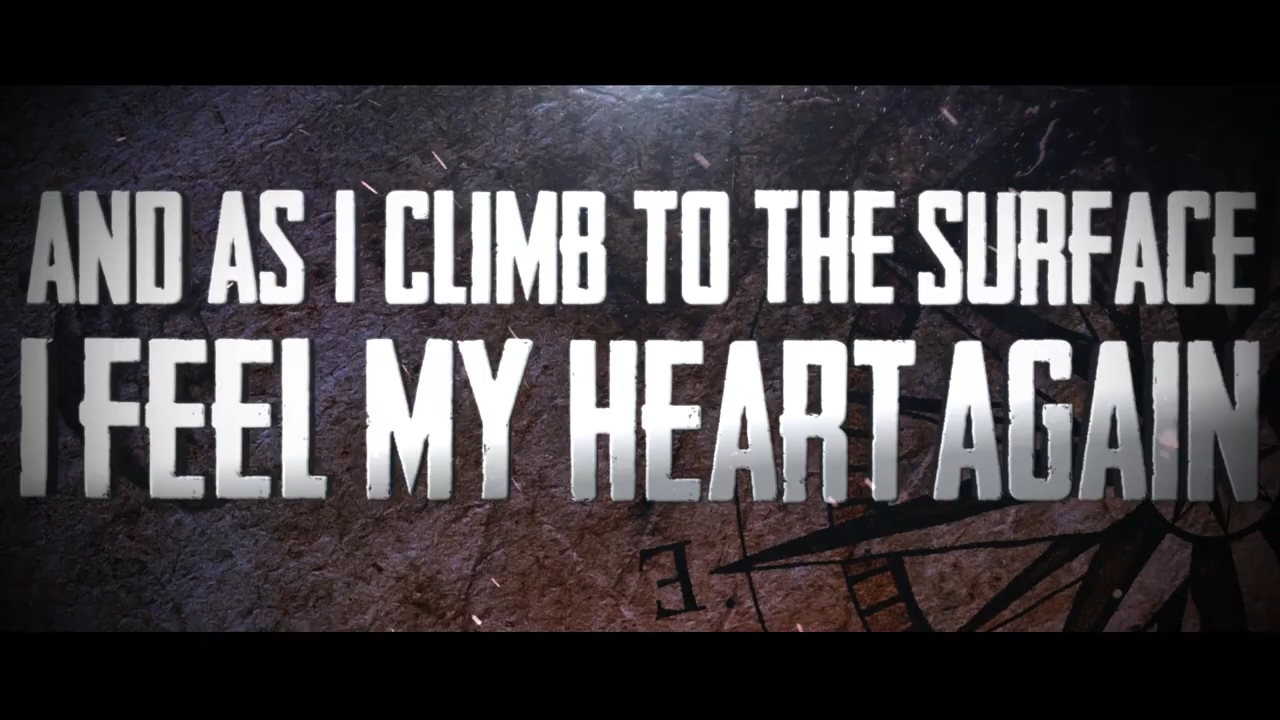 AND AS I CLIMB TO THE SURFACE
I FEEL MY HEART AGAIN
E